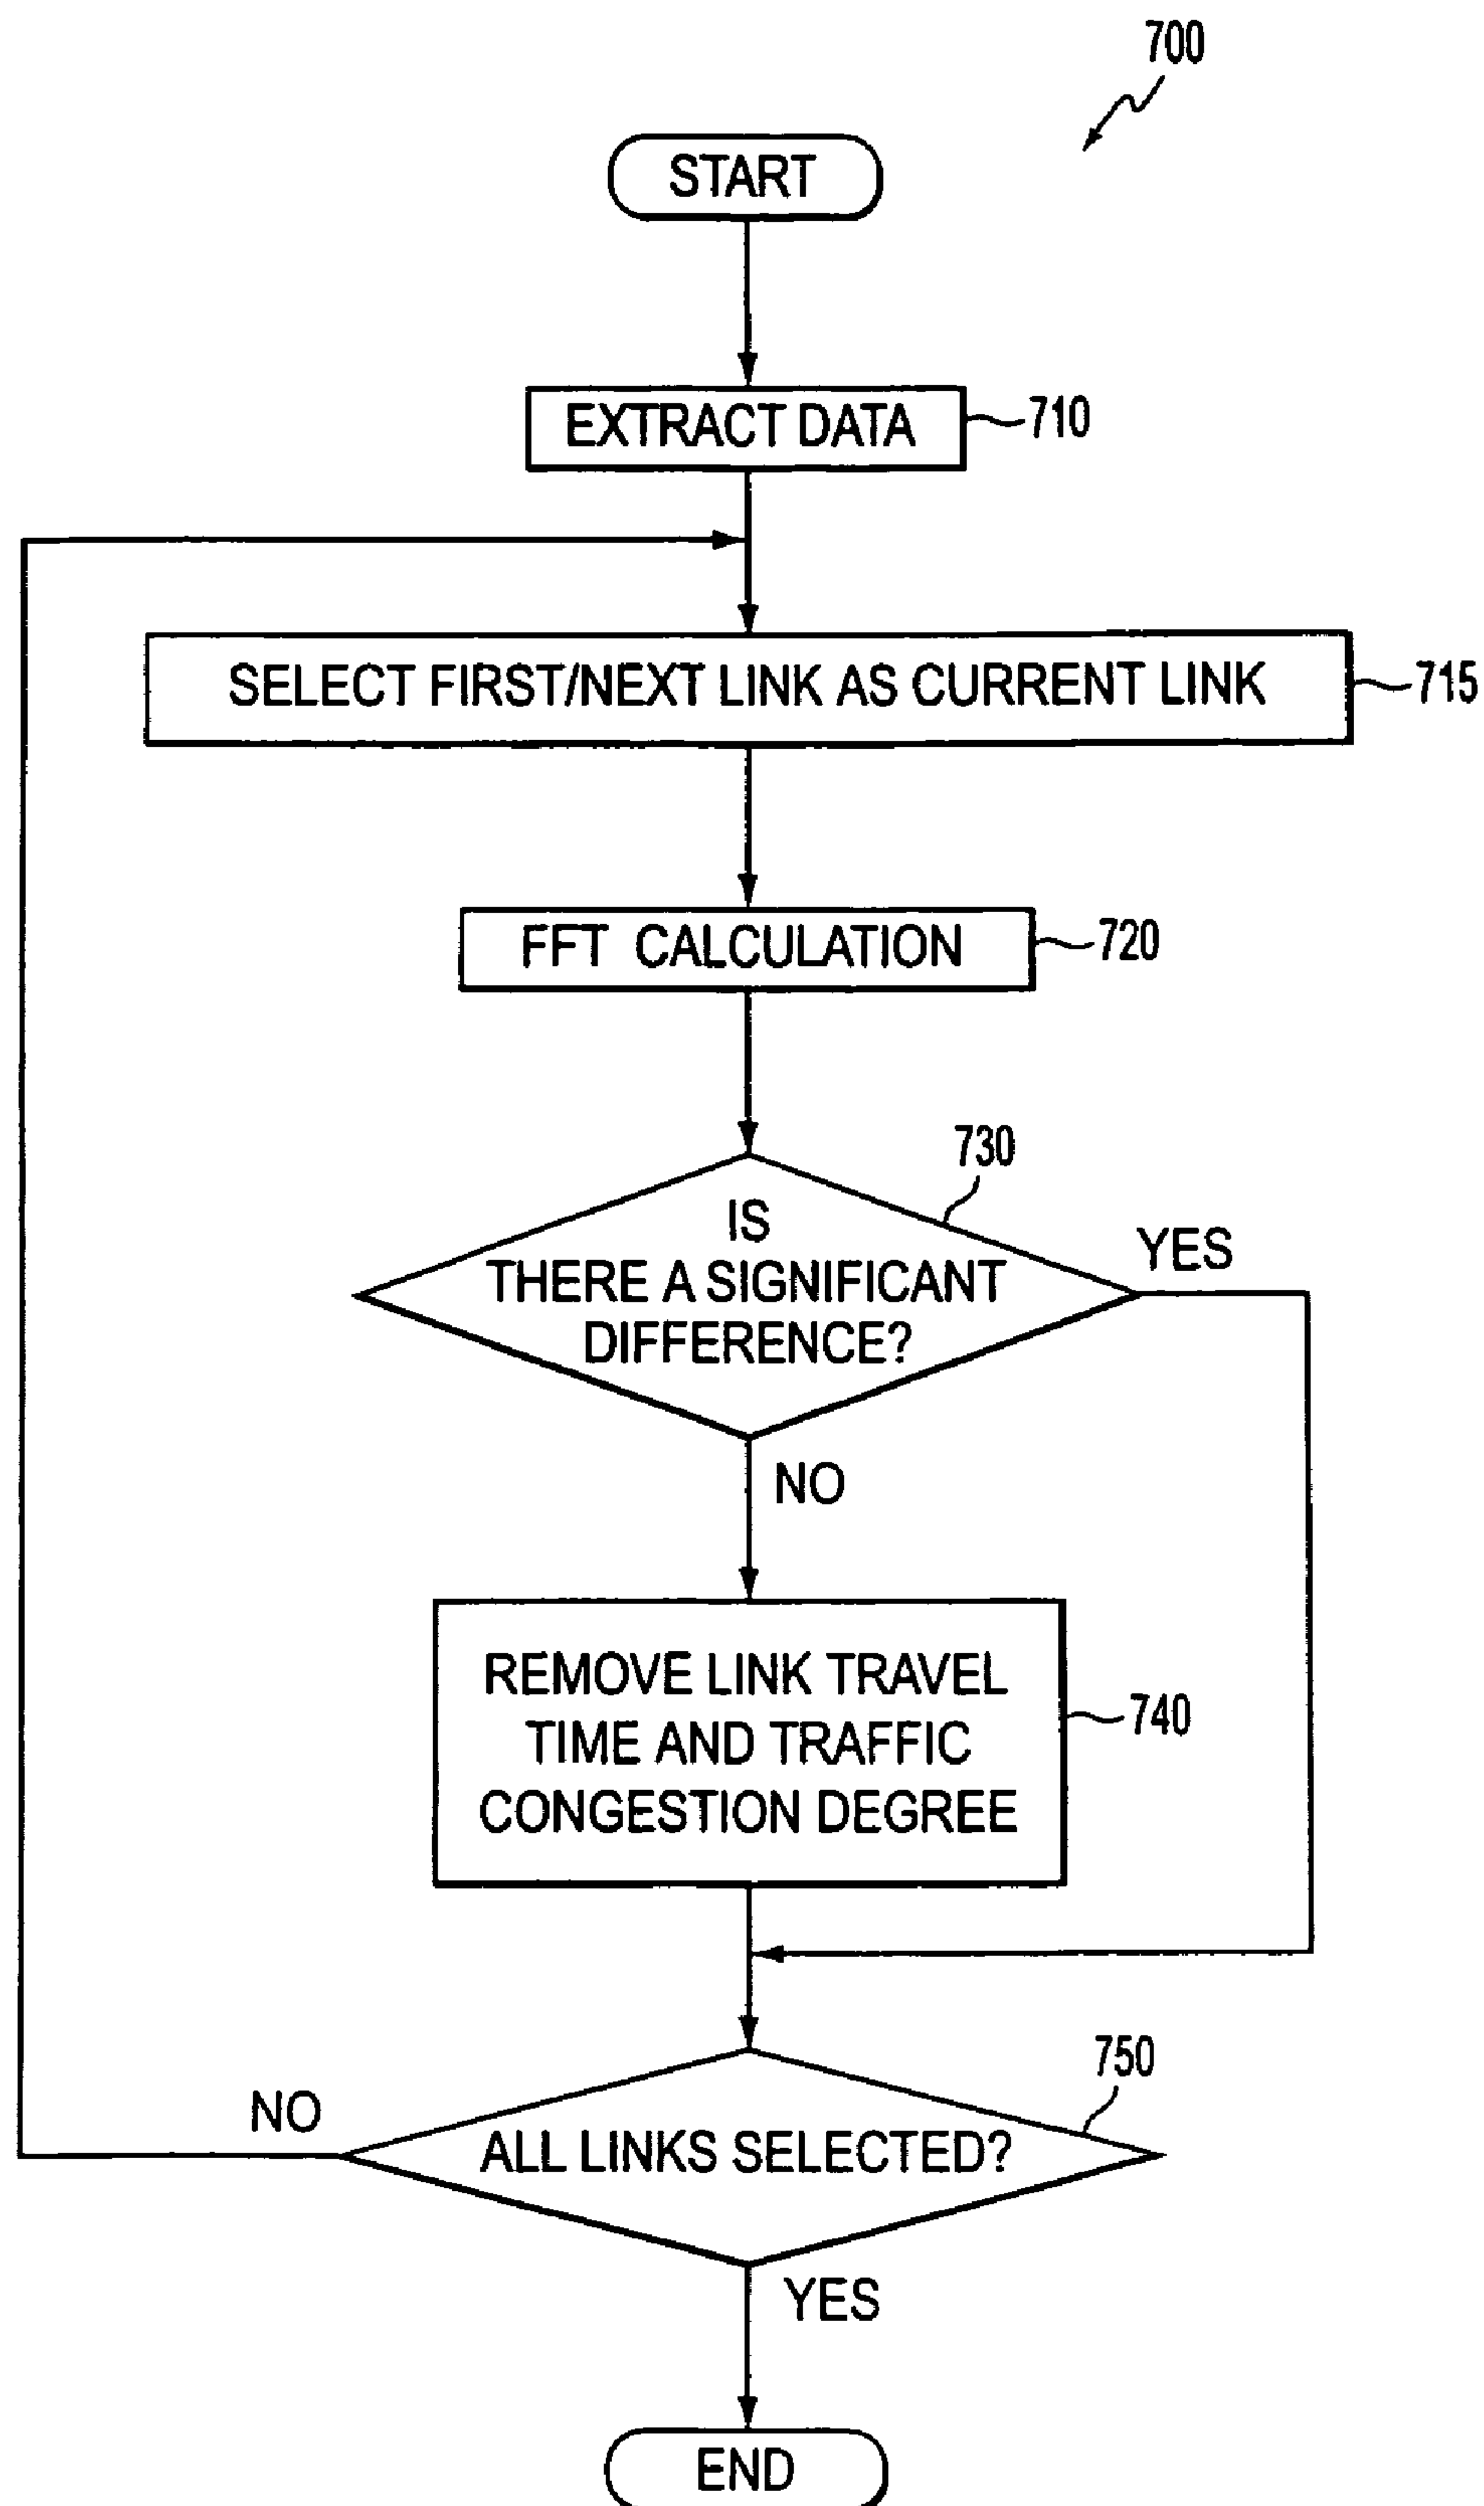 700
START
EXTRACT DATA
710
SELECT FIRST/NEXT LINK AS CURRENT LINK
715
FFT CALCULATION
720
730
IS
THERE A SIGNIFICANT
DIFFERENCE?
YES
NO
REMOVE LINK TRAVEL
TIME AND TRAFFIC
CONGESTION DEGREE
740
750
NO
ALL LINKS SELECTED?
YES
END